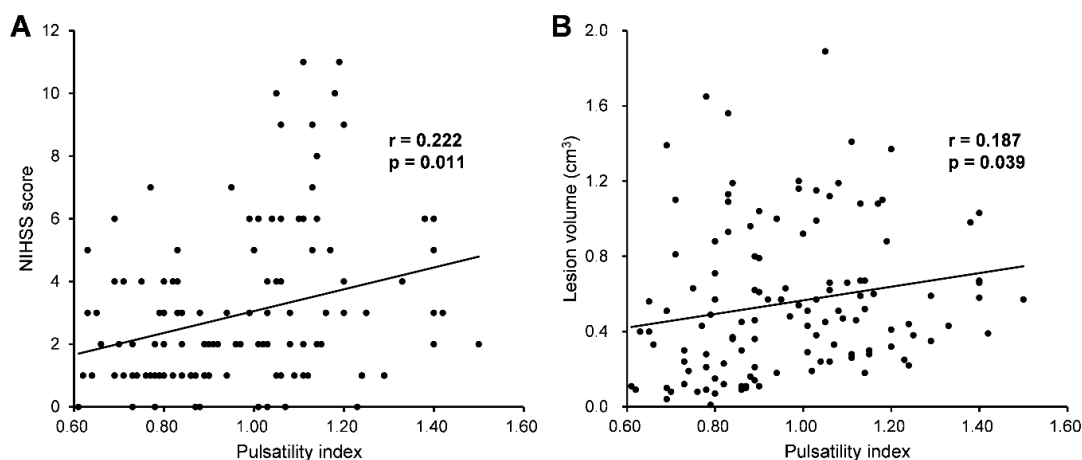 A
12
10
8
6
4
2
0
NIHSS score
r = 0.222
p = 0.011
0.60 0.80 1.00 1.20 1.40 1.60
Pulsatility index
B
2.0
1.6
1.2
0.8
0.4
0.0
Lesion volume (cm³)
r = 0.187
p = 0.039
0.60 0.80 1.00 1.20 1.40 1.60
Pulsatility index